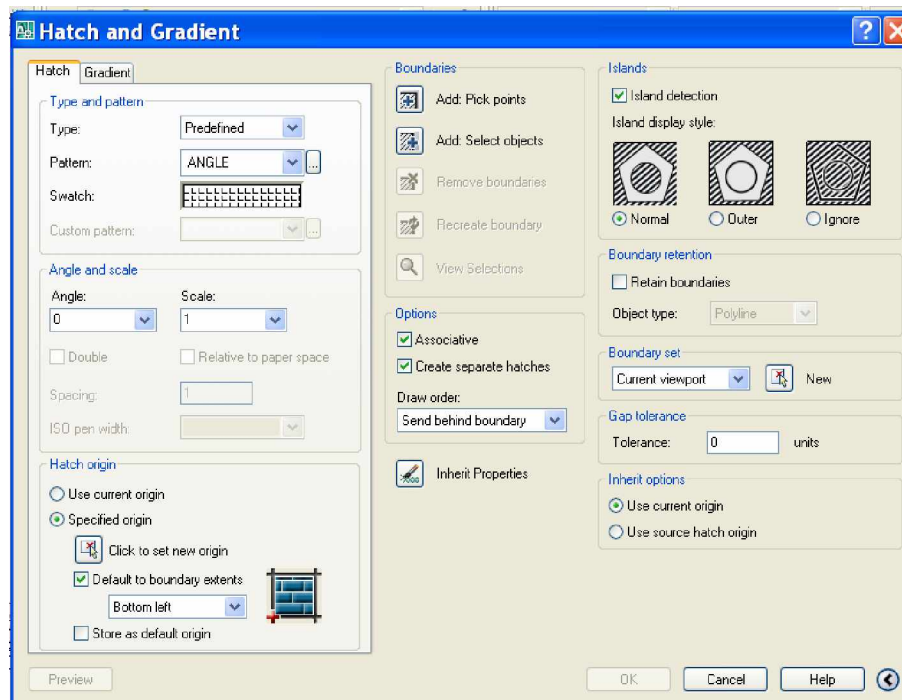 Hatch and Gradient
Hatch
Gradient
Type and pattern
Type:
Predefined
Pattern:
ANGLE
...
Swatch:
Custom pattern:
...
Angle and scale
Angle:
Scale:
0
1
Double
Relative to paper space
Spacing:
1
ISO pen width:
Hatch origin
Use current origin
Specified origin
Click to set new origin
Default to boundary extents
Bottom left
Store as default origin
Preview
Boundaries
Add: Pick points
Add: Select objects
Remove boundaries
Recreate boundary
View Selections
Options
Associative
Create separate hatches
Draw order:
Send behind boundary
Inherit Properties
Islands
Island detection
Island display style:
Normal
Outer
Ignore
Boundary retention
Retain boundaries
Object type:
Polyline
Boundary set
Current viewport
New
Gap tolerance
Tolerance:
0
units
Inherit options
Use current origin
Use source hatch origin
OK
Cancel
Help